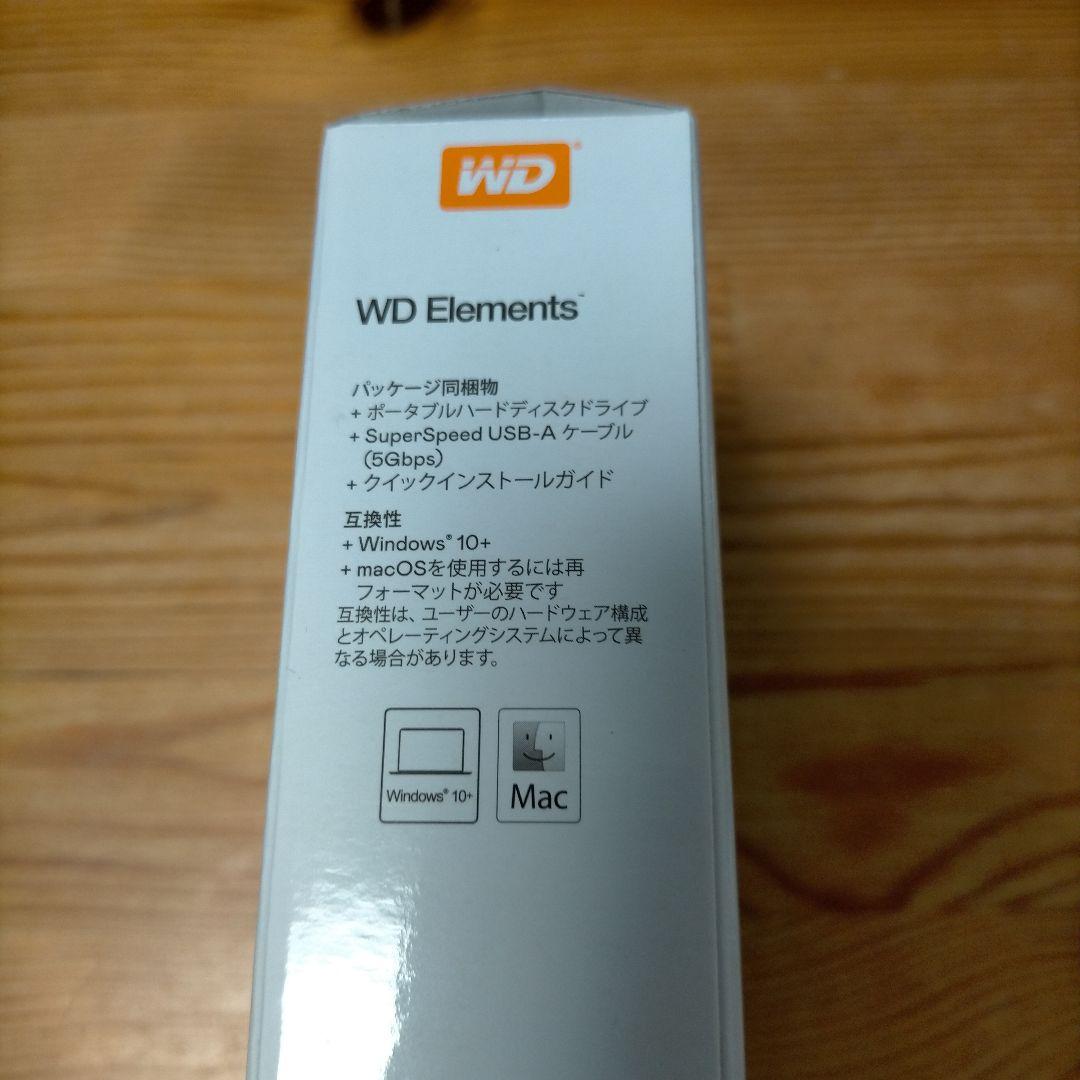 WD®
WD Elements™
パッケージ同梱物
+ ポータブルハードディスクドライブ
+ SuperSpeed USB-A ケーブル
(5Gbps)
+ クイックインストールガイド
互換性
+ Windows® 10+
+ macOSを使用するには再
フォーマットが必要です
互換性は、ユーザーのハードウェア構成
とオペレーティングシステムによって異
なる場合があります。
Windows® 10+
Mac